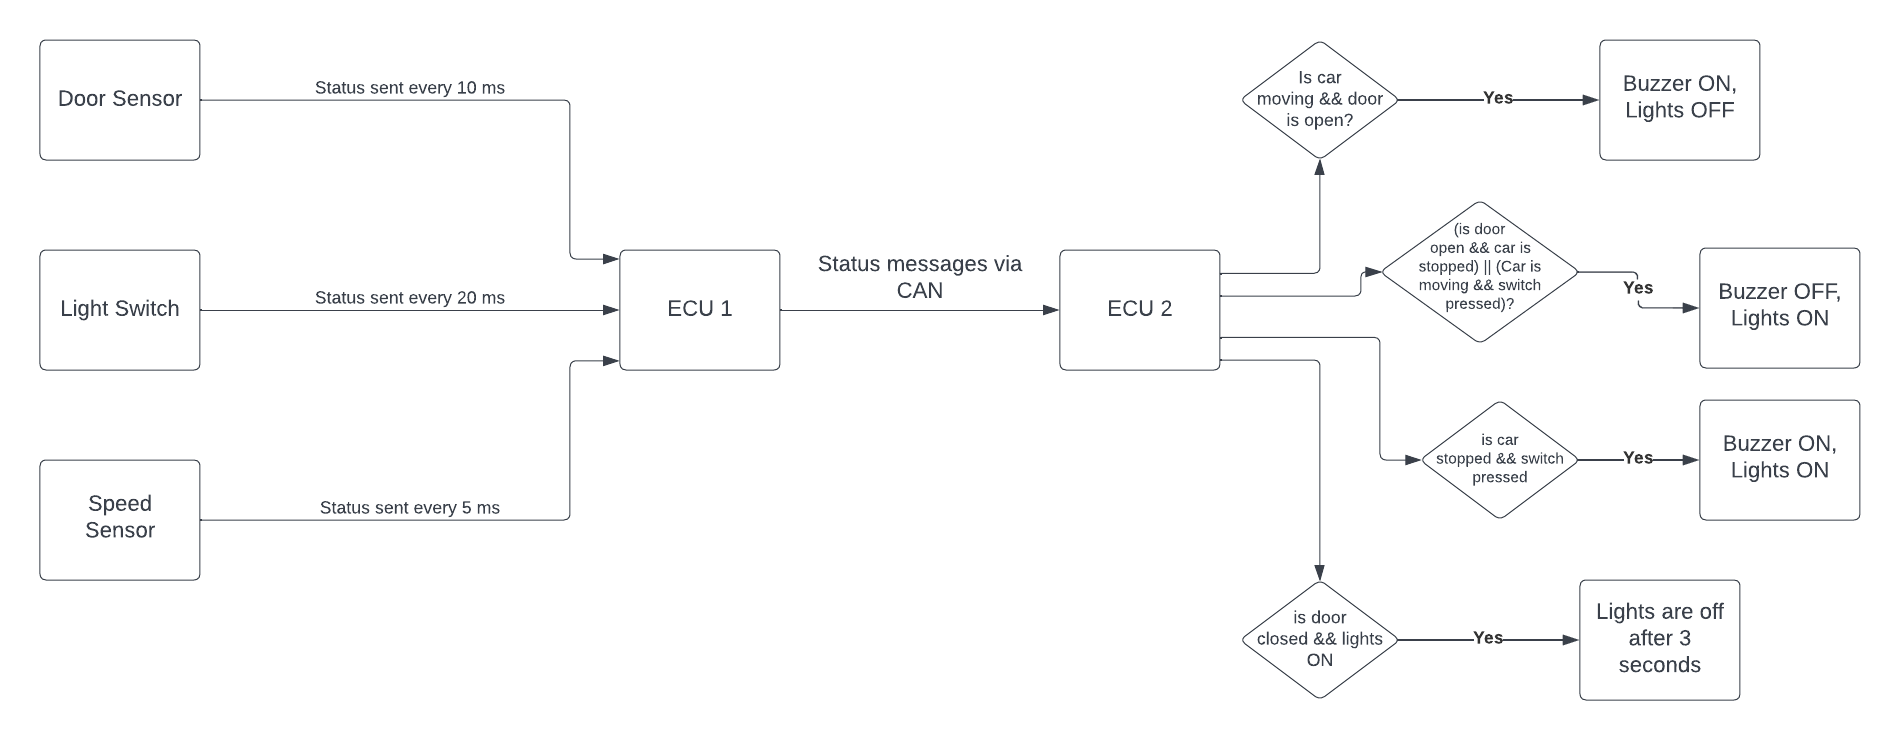 Door Sensor
Status sent every 10 ms
Light Switch
Status sent every 20 ms
Speed
Sensor
Status sent every 5 ms
ECU 1
Status messages via
CAN
ECU 2
Is car
moving && door
is open?
Yes
Buzzer ON,
Lights OFF
(is door
open && car is
stopped) || (Car is
moving && switch
pressed)?
Yes
Buzzer OFF,
Lights ON
is car
stopped && switch
pressed
Yes
Buzzer ON,
Lights ON
is door
closed && lights
ON
Yes
Lights are off
after 3
seconds